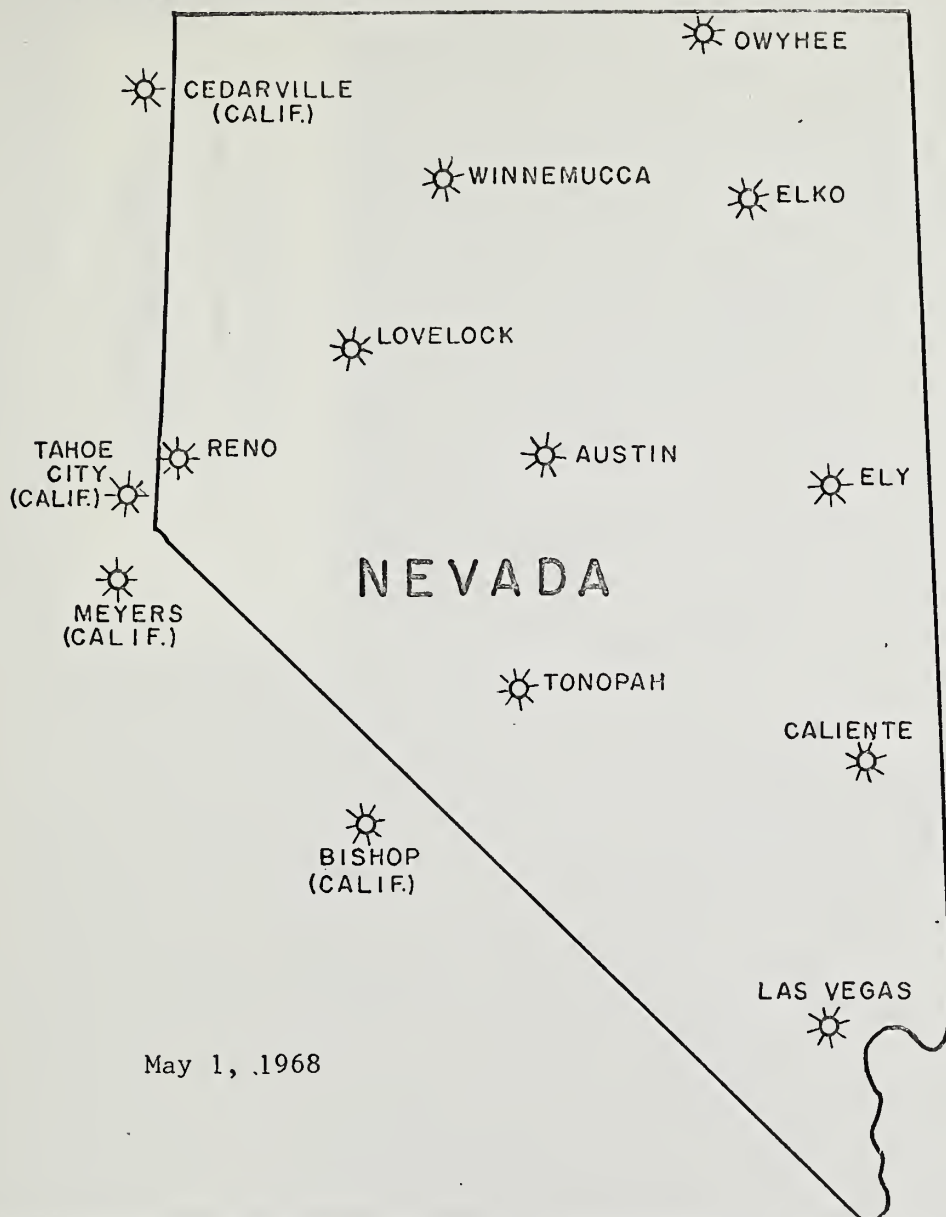 OWYHEE
CEDARVILLE
(CALIF.)
WINNEMUCCA
ELKO
LOVELOCK
TAHOE
CITY
(CALIF.)
RENO
AUSTIN
ELY
NEVADA
MEYERS
(CALIF.)
TONOPAH
CALIENTE
BISHOP
(CALIF.)
LAS VEGAS
May 1, 1968